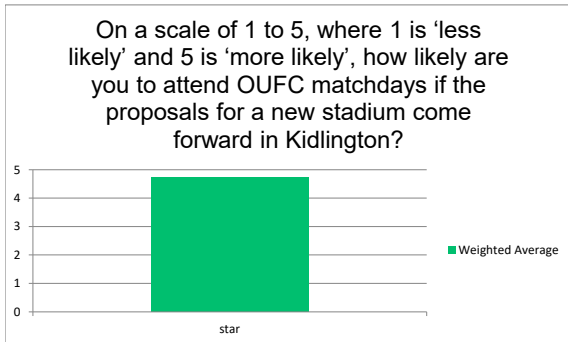 On a scale of 1 to 5, where 1 is ‘less
likely’ and 5 is ‘more likely’, how likely are
you to attend OUFC matchdays if the
proposals for a new stadium come
forward in Kidlington?
5
4
3
2
1
0
star
Weighted Average